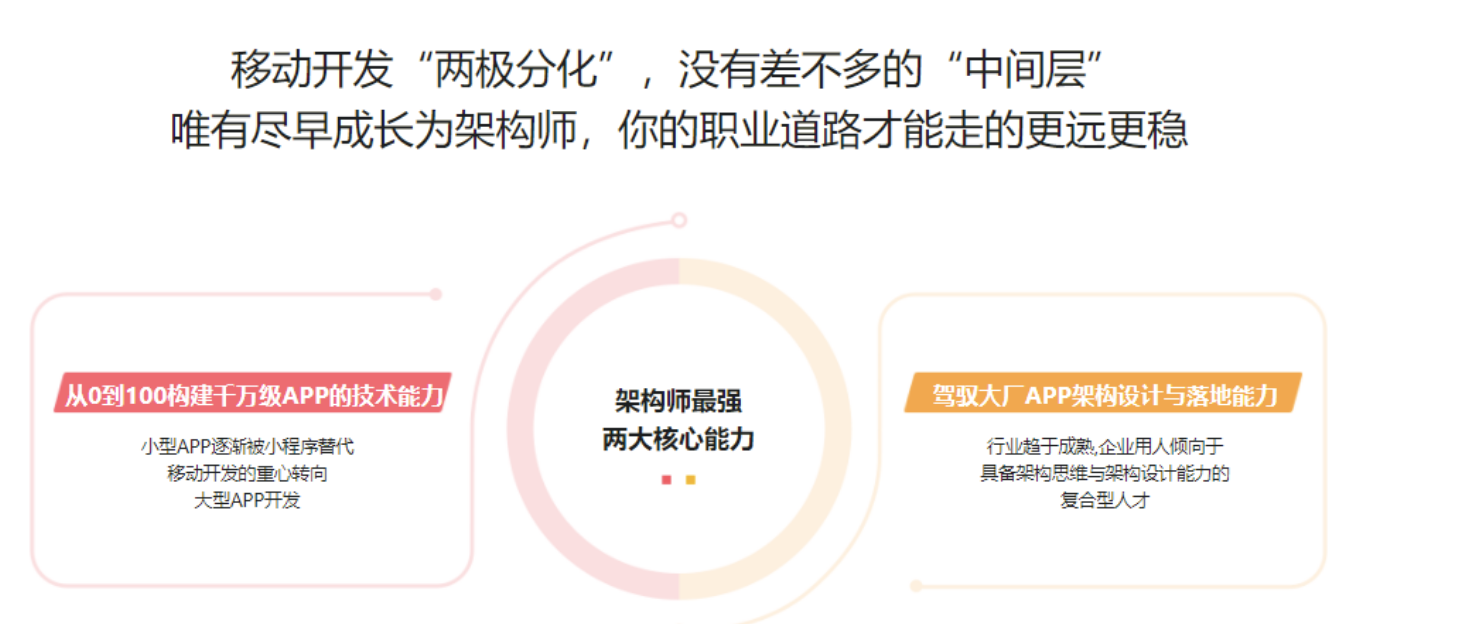 移动开发“两极分化”，没有差不多的“中间层”
唯有尽早成长为架构师，你的职业道路才能走的更远更稳
从0到100构建千万级APP的技术能力
小型APP逐渐被小程序替代
移动开发的重心转向
大型APP开发
架构师最强
两大核心能力
驾驭大厂APP架构设计与落地能力
行业趋于成熟,企业用人倾向于
具备架构思维与架构设计能力的
复合型人才